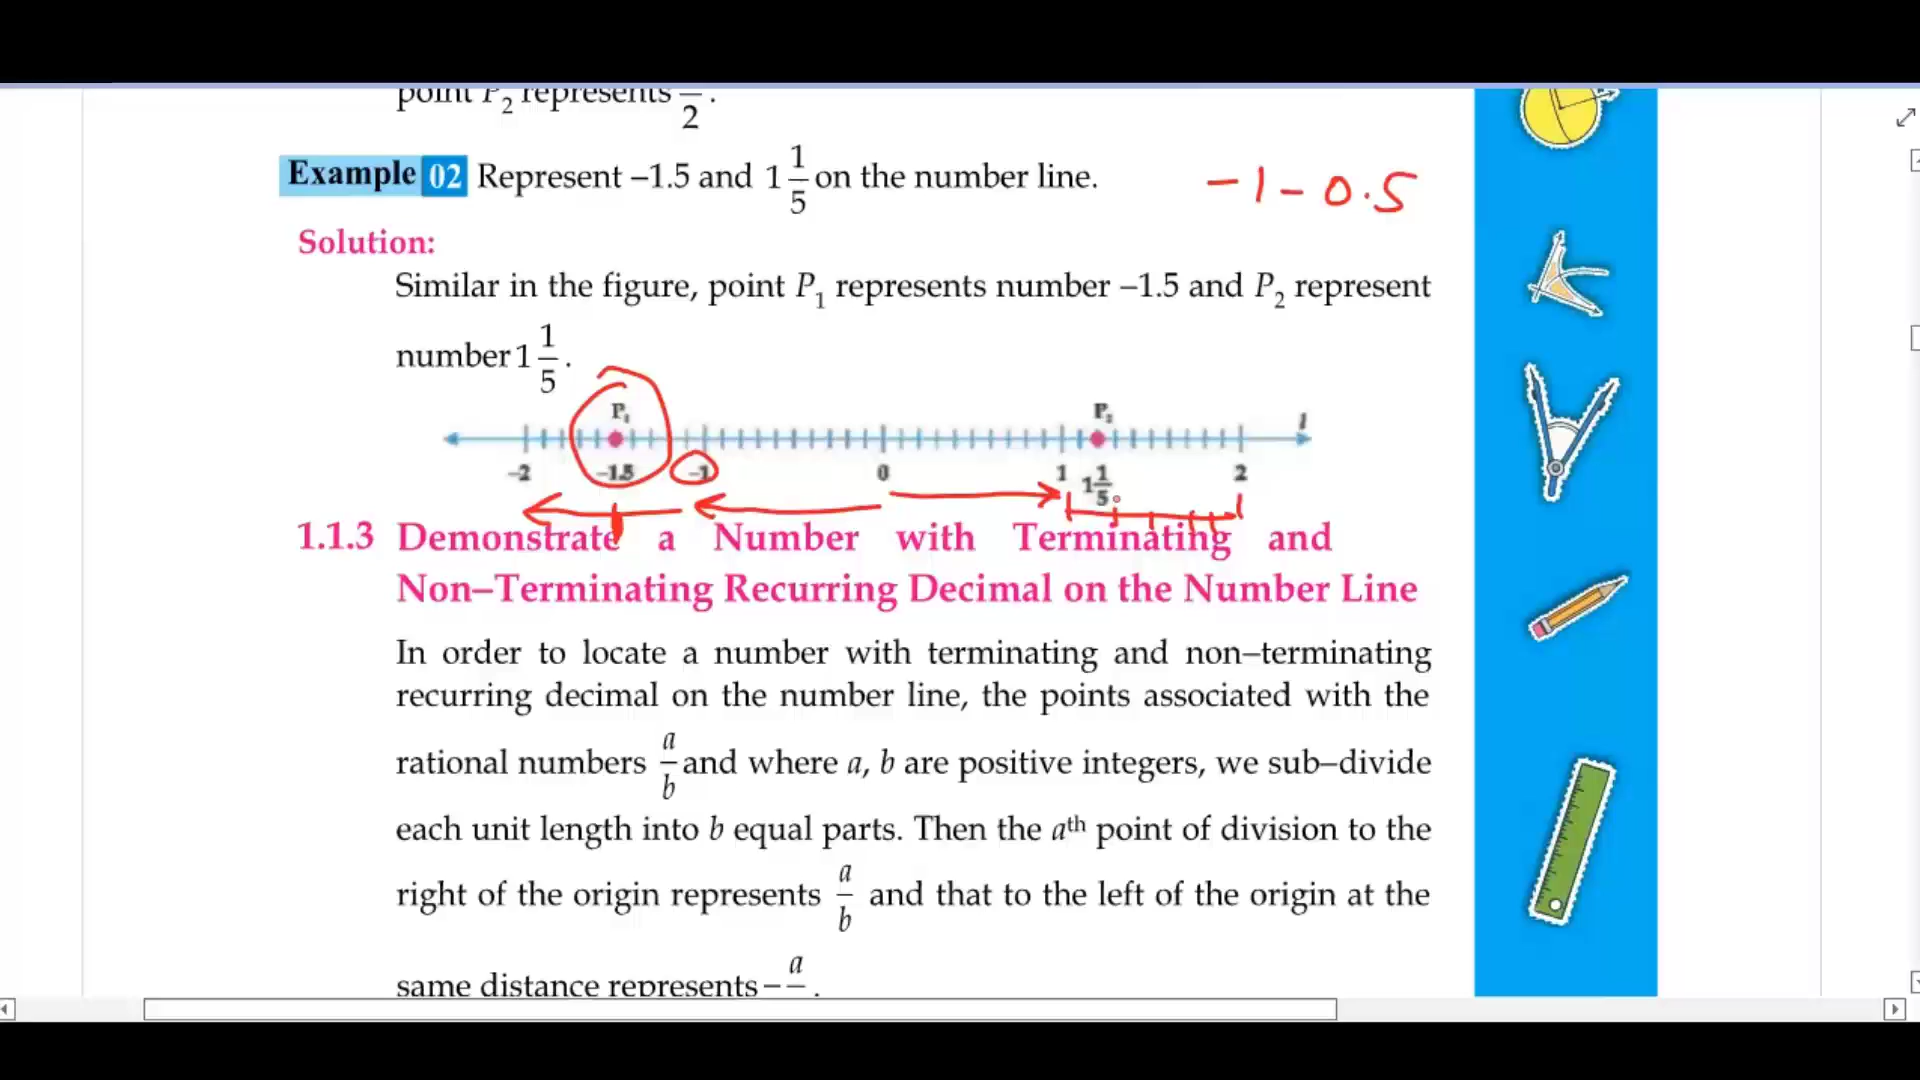 point P₂ represents —/2 .
Example 02 Represent –1.5 and 1 1/5 on the number line.
-1-0.5
Solution:
Similar in the figure, point P₁ represents number –1.5 and P₂ represent
number 1 1/5 .
P₁ P₂ l
–2 –1.5 –1 0 1 1 1/5 2
1.1.3 Demonstrate a Number with Terminating and
Non–Terminating Recurring Decimal on the Number Line
In order to locate a number with terminating and non–terminating
recurring decimal on the number line, the points associated with the
rational numbers a/b and where a, b are positive integers, we sub–divide
each unit length into b equal parts. Then the aᵗʰ point of division to the
right of the origin represents a/b and that to the left of the origin at the
same distance represents – a/ .